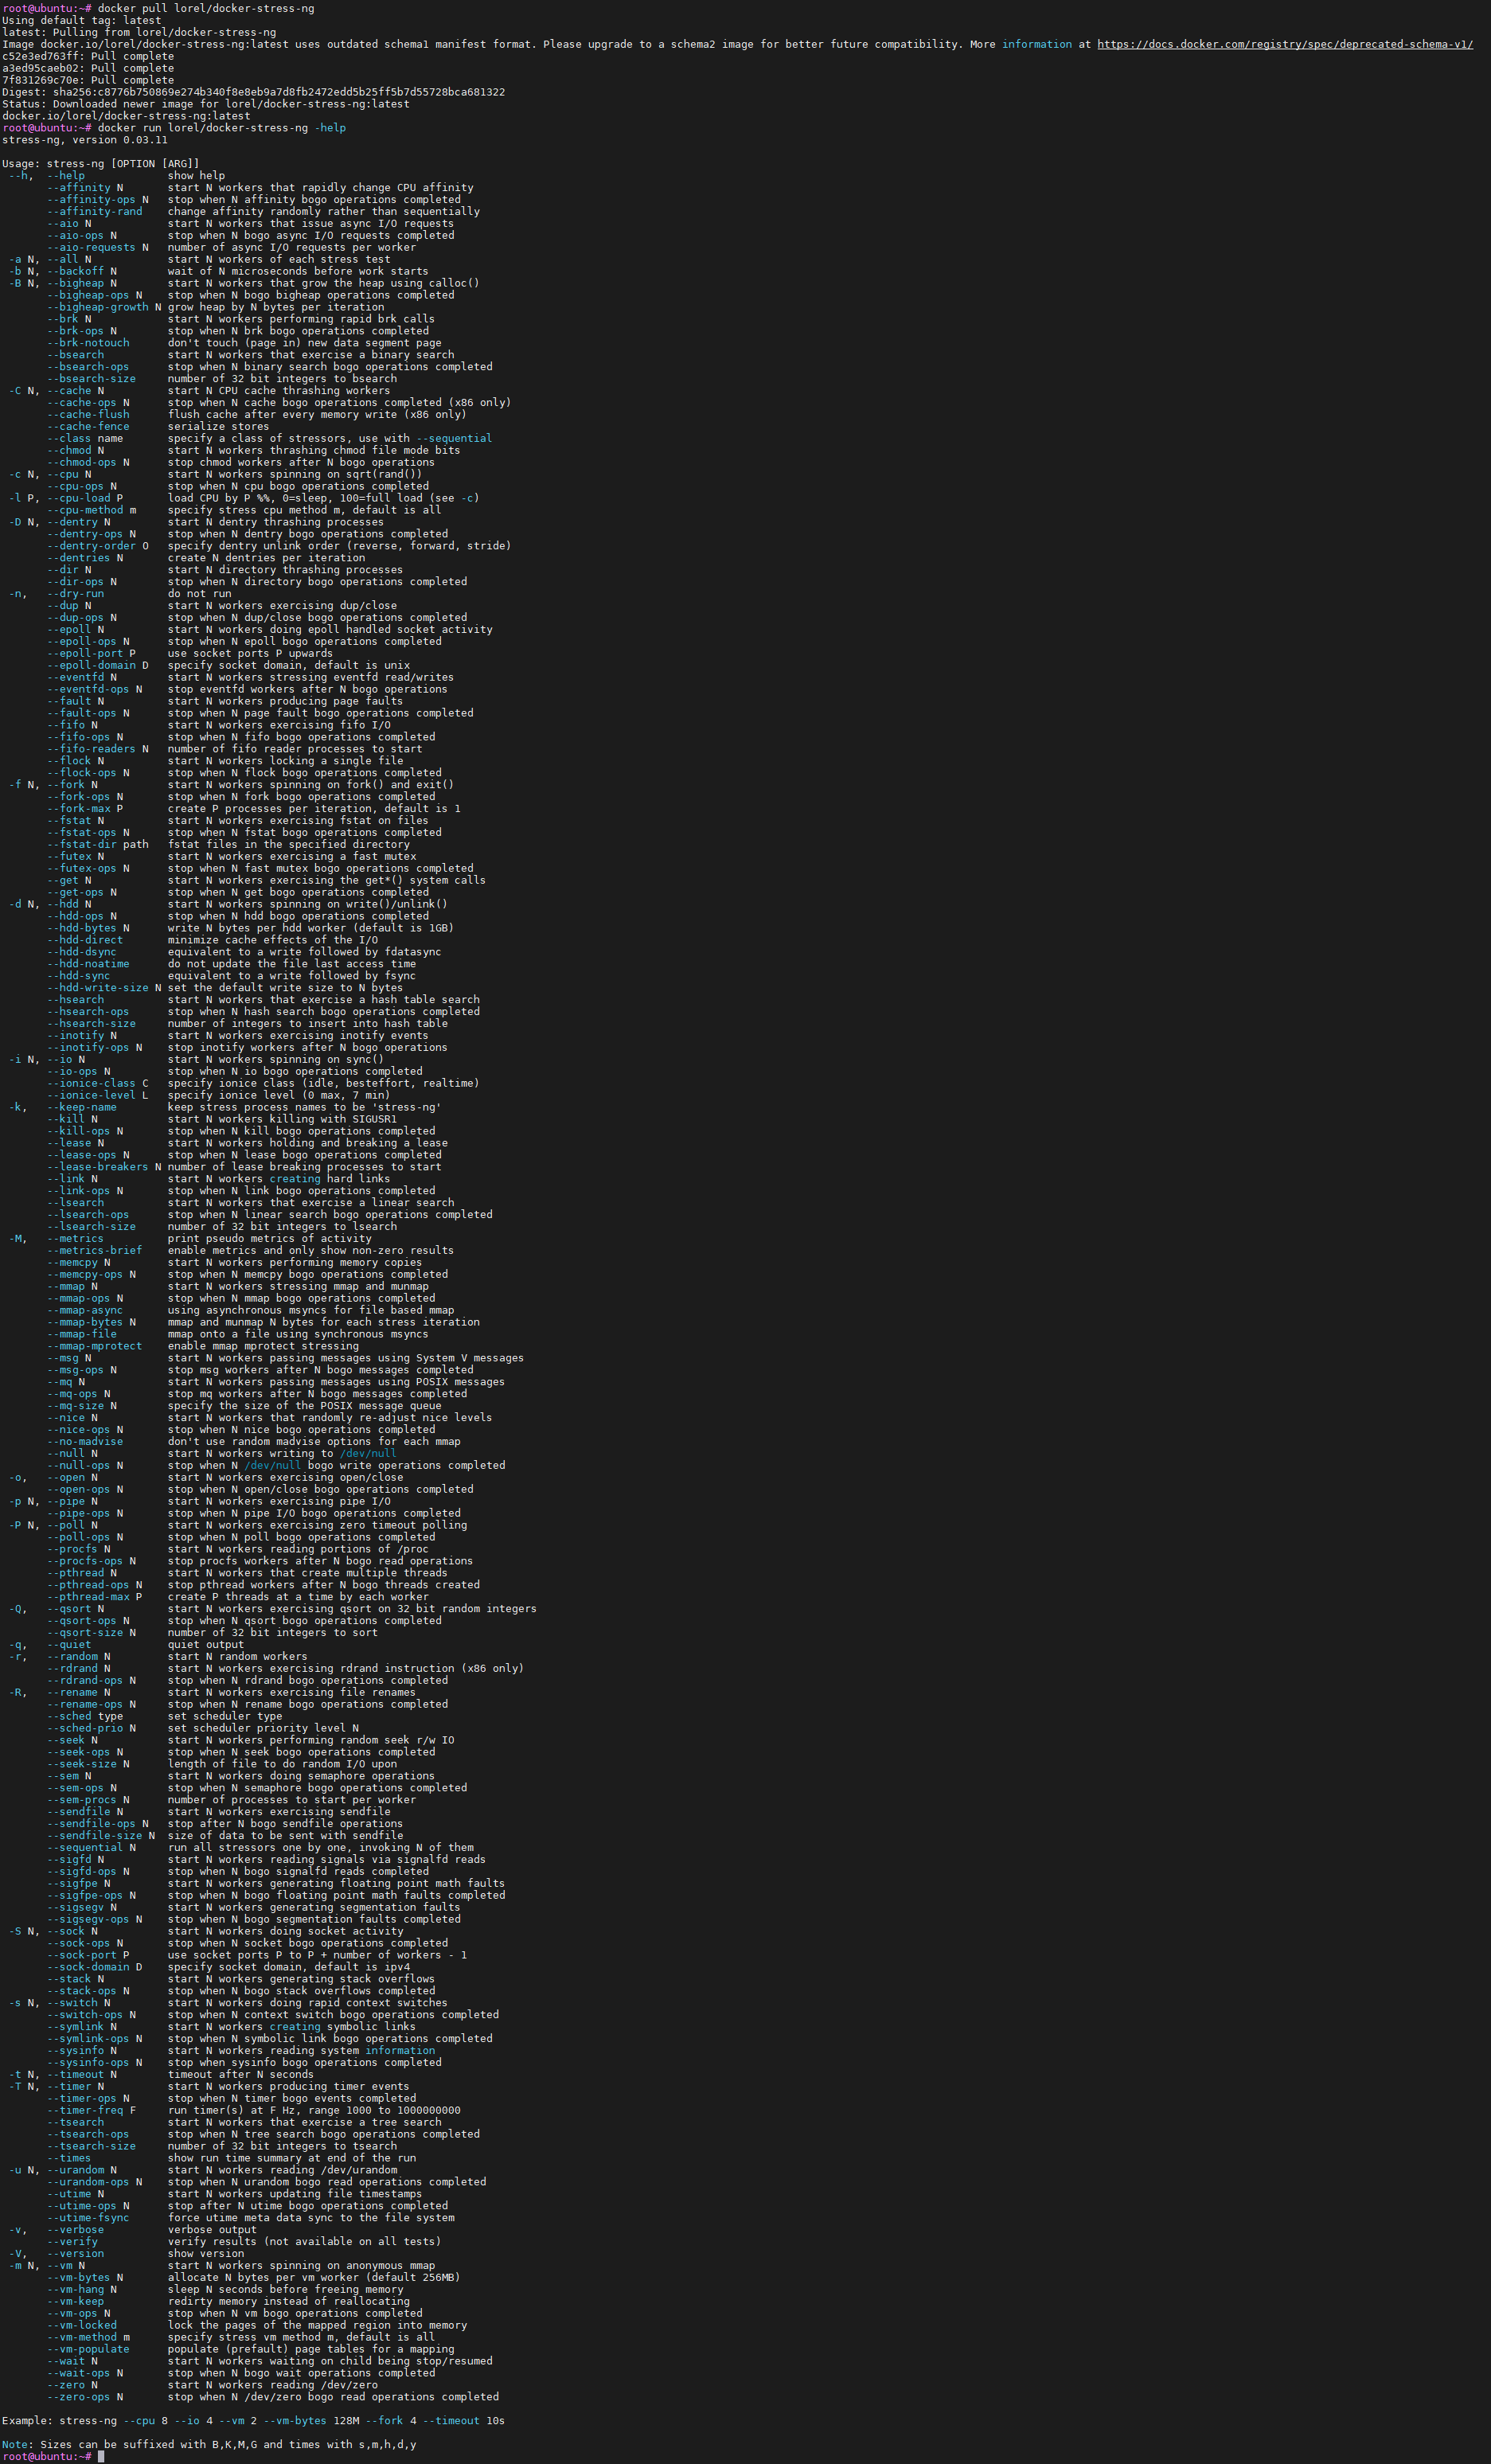 root@ubuntu:~# docker pull lorel/docker-stress-ng
Using default tag: latest
latest: Pulling from lorel/docker-stress-ng
Image docker.io/lorel/docker-stress-ng:latest uses outdated schema1 manifest format. Please upgrade to a schema2 image for better future compatibility. More information at https://docs.docker.com/registry/spec/deprecated-schema-v1/
c52e3ed763ff: Pull complete
a3ed95caeb02: Pull complete
7f831269c70e: Pull complete
Digest: sha256:c8776b750869e274b340f8e8eb9a7d8fb2472edd5b25ff5b7d55728bca681322
Status: Downloaded newer image for lorel/docker-stress-ng:latest
docker.io/lorel/docker-stress-ng:latest
root@ubuntu:~# docker run lorel/docker-stress-ng -help
stress-ng, version 0.03.11

Usage: stress-ng [OPTION [ARG]]
 --h,  --help             show help
       --affinity N       start N workers that rapidly change CPU affinity
       --affinity-ops N   stop when N affinity bogo operations completed
       --affinity-rand    change affinity randomly rather than sequentially
       --aio N            start N workers that issue async I/O requests
       --aio-ops N        stop when N bogo async I/O requests completed
       --aio-requests N   number of async I/O requests per worker
 -a N, --all N            start N workers of each stress test
 -b N, --backoff N        wait of N microseconds before work starts
 -B N, --bigheap N        start N workers that grow the heap using calloc()
       --bigheap-ops N    stop when N bogo bigheap operations completed
       --bigheap-growth N grow heap by N bytes per iteration
       --brk N            start N workers performing rapid brk calls
       --brk-ops N        stop when N brk bogo operations completed
       --brk-notouch      don't touch (page in) new data segment page
       --bsearch          start N workers that exercise a binary search
       --bsearch-ops      stop when N binary search bogo operations completed
       --bsearch-size     number of 32 bit integers to bsearch
 -C N, --cache N          start N CPU cache thrashing workers
       --cache-ops N      stop when N cache bogo operations completed (x86 only)
       --cache-flush      flush cache after every memory write (x86 only)
       --cache-fence      serialize stores
       --class name       specify a class of stressors, use with --sequential
       --chmod N          start N workers thrashing chmod file mode bits
       --chmod-ops N      stop chmod workers after N bogo operations
 -c N, --cpu N            start N workers spinning on sqrt(rand())
       --cpu-ops N        stop when N cpu bogo operations completed
 -l P, --cpu-load P       load CPU by P %%, 0=sleep, 100=full load (see -c)
       --cpu-method m     specify stress cpu method m, default is all
 -D N, --dentry N         start N dentry thrashing processes
       --dentry-ops N     stop when N dentry bogo operations completed
       --dentry-order O   specify dentry unlink order (reverse, forward, stride)
       --dentries N       create N dentries per iteration
       --dir N            start N directory thrashing processes
       --dir-ops N        stop when N directory bogo operations completed
 -n,   --dry-run          do not run
       --dup N            start N workers exercising dup/close
       --dup-ops N        stop when N dup/close bogo operations completed
       --epoll N          start N workers doing epoll handled socket activity
       --epoll-ops N      stop when N epoll bogo operations completed
       --epoll-port P     use socket ports P upwards
       --epoll-domain D   specify socket domain, default is unix
       --eventfd N        start N workers stressing eventfd read/writes
       --eventfd-ops N    stop eventfd workers after N bogo operations
       --fault N          start N workers producing page faults
       --fault-ops N      stop when N page fault bogo operations completed
       --fifo N           start N workers exercising fifo I/O
       --fifo-ops N       stop when N fifo bogo operations completed
       --fifo-readers N   number of fifo reader processes to start
       --flock N          start N workers locking a single file
       --flock-ops N      stop when N flock bogo operations completed
 -f N, --fork N           start N workers spinning on fork() and exit()
       --fork-ops N       stop when N fork bogo operations completed
       --fork-max P       create P processes per iteration, default is 1
       --fstat N          start N workers exercising fstat on files
       --fstat-ops N      stop when N fstat bogo operations completed
       --fstat-dir path   fstat files in the specified directory
       --futex N          start N workers exercising a fast mutex
       --futex-ops N      stop when N fast mutex bogo operations completed
       --get N            start N workers exercising the get*() system calls
       --get-ops N        stop when N get bogo operations completed
 -d N, --hdd N            start N workers spinning on write()/unlink()
       --hdd-ops N        stop when N hdd bogo operations completed
       --hdd-bytes N      write N bytes per hdd worker (default is 1GB)
       --hdd-direct       minimize cache effects of the I/O
       --hdd-dsync        equivalent to a write followed by fdatasync
       --hdd-noatime      do not update the file last access time
       --hdd-sync         equivalent to a write followed by fsync
       --hdd-write-size N set the default write size to N bytes
       --hsearch          start N workers that exercise a hash table search
       --hsearch-ops      stop when N hash search bogo operations completed
       --hsearch-size     number of integers to insert into hash table
       --inotify N        start N workers exercising inotify events
       --inotify-ops N    stop inotify workers after N bogo operations
 -i N, --io N             start N workers spinning on sync()
       --io-ops N         stop when N io bogo operations completed
       --ionice-class C   specify ionice class (idle, besteffort, realtime)
       --ionice-level L   specify ionice level (0 max, 7 min)
 -k,   --keep-name        keep stress process names to be 'stress-ng'
       --kill N           start N workers killing with SIGUSR1
       --kill-ops N       stop when N kill bogo operations completed
       --lease N          start N workers holding and breaking a lease
       --lease-ops N      stop when N lease bogo operations completed
       --lease-breakers N number of lease breaking processes to start
       --link N           start N workers creating hard links
       --link-ops N       stop when N link bogo operations completed
       --lsearch          start N workers that exercise a linear search
       --lsearch-ops      stop when N linear search bogo operations completed
       --lsearch-size     number of 32 bit integers to lsearch
 -M,   --metrics          print pseudo metrics of activity
       --metrics-brief    enable metrics and only show non-zero results
       --memcpy N         start N workers performing memory copies
       --memcpy-ops N     stop when N memcpy bogo operations completed
       --mmap N           start N workers stressing mmap and munmap
       --mmap-ops N       stop when N mmap bogo operations completed
       --mmap-async       using asynchronous msyncs for file based mmap
       --mmap-bytes N     mmap and munmap N bytes for each stress iteration
       --mmap-file        mmap onto a file using synchronous msyncs
       --mmap-mprotect    enable mmap mprotect stressing
       --msg N            start N workers passing messages using System V messages
       --msg-ops N        stop msg workers after N bogo messages completed
       --mq N             start N workers passing messages using POSIX messages
       --mq-ops N         stop mq workers after N bogo messages completed
       --mq-size N        specify the size of the POSIX message queue
       --nice N           start N workers that randomly re-adjust nice levels
       --nice-ops N       stop when N nice bogo operations completed
       --no-madvise       don't use random madvise options for each mmap
       --null N           start N workers writing to /dev/null
       --null-ops N       stop when N /dev/null bogo write operations completed
 -o,   --open N           start N workers exercising open/close
       --open-ops N       stop when N open/close bogo operations completed
 -p N, --pipe N           start N workers exercising pipe I/O
       --pipe-ops N       stop when N pipe I/O bogo operations completed
 -P N, --poll N           start N workers exercising zero timeout polling
       --poll-ops N       stop when N poll bogo operations completed
       --procfs N         start N workers reading portions of /proc
       --procfs-ops N     stop procfs workers after N bogo read operations
       --pthread N        start N workers that create multiple threads
       --pthread-ops N    stop pthread workers after N bogo threads created
       --pthread-max P    create P threads at a time by each worker
 -Q,   --qsort N          start N workers exercising qsort on 32 bit random integers
       --qsort-ops N      stop when N qsort bogo operations completed
       --qsort-size N     number of 32 bit integers to sort
 -q,   --quiet            quiet output
 -r,   --random N         start N random workers
       --rdrand N         start N workers exercising rdrand instruction (x86 only)
       --rdrand-ops N     stop when N rdrand bogo operations completed
 -R,   --rename N         start N workers exercising file renames
       --rename-ops N     stop when N rename bogo operations completed
       --sched type       set scheduler type
       --sched-prio N     set scheduler priority level N
       --seek N           start N workers performing random seek r/w IO
       --seek-ops N       stop when N seek bogo operations completed
       --seek-size N      length of file to do random I/O upon
       --sem N            start N workers doing semaphore operations
       --sem-ops N        stop when N semaphore bogo operations completed
       --sem-procs N      number of processes to start per worker
       --sendfile N       start N workers exercising sendfile
       --sendfile-ops N   stop after N bogo sendfile operations
       --sendfile-size N  size of data to be sent with sendfile
       --sequential N     run all stressors one by one, invoking N of them
       --sigfd N          start N workers reading signals via signalfd reads
       --sigfd-ops N      stop when N bogo signalfd reads completed
       --sigfpe N         start N workers generating floating point math faults
       --sigfpe-ops N     stop when N bogo floating point math faults completed
       --sigsegv N        start N workers generating segmentation faults
       --sigsegv-ops N    stop when N bogo segmentation faults completed
 -S N, --sock N           start N workers doing socket activity
       --sock-ops N       stop when N socket bogo operations completed
       --sock-port P      use socket ports P to P + number of workers - 1
       --sock-domain D    specify socket domain, default is ipv4
       --stack N          start N workers generating stack overflows
       --stack-ops N      stop when N bogo stack overflows completed
 -s N, --switch N         start N workers doing rapid context switches
       --switch-ops N     stop when N context switch bogo operations completed
       --symlink N        start N workers creating symbolic links
       --symlink-ops N    stop when N symbolic link bogo operations completed
       --sysinfo N        start N workers reading system information
       --sysinfo-ops N    stop when sysinfo bogo operations completed
 -t N, --timeout N        timeout after N seconds
 -T N, --timer N          start N workers producing timer events
       --timer-ops N      stop when N timer bogo events completed
       --timer-freq F     run timer(s) at F Hz, range 1000 to 1000000000
       --tsearch          start N workers that exercise a tree search
       --tsearch-ops      stop when N tree search bogo operations completed
       --tsearch-size     number of 32 bit integers to tsearch
       --times            show run time summary at end of the run
 -u N, --urandom N        start N workers reading /dev/urandom
       --urandom-ops N    stop when N urandom bogo read operations completed
       --utime N          start N workers updating file timestamps
       --utime-ops N      stop after N utime bogo operations completed
       --utime-fsync      force utime meta data sync to the file system
 -v,   --verbose          verbose output
       --verify           verify results (not available on all tests)
 -V,   --version          show version
 -m N, --vm N             start N workers spinning on anonymous mmap
       --vm-bytes N       allocate N bytes per vm worker (default 256MB)
       --vm-hang N        sleep N seconds before freeing memory
       --vm-keep          redirty memory instead of reallocating
       --vm-ops N         stop when N vm bogo operations completed
       --vm-locked        lock the pages of the mapped region into memory
       --vm-method m      specify stress vm method m, default is all
       --vm-populate      populate (prefault) page tables for a mapping
       --wait N           start N workers waiting on child being stop/resumed
       --wait-ops N       stop when N bogo wait operations completed
       --zero N           start N workers reading /dev/zero
       --zero-ops N       stop when N /dev/zero bogo read operations completed

Example: stress-ng --cpu 8 --io 4 --vm 2 --vm-bytes 128M --fork 4 --timeout 10s

Note: Sizes can be suffixed with B,K,M,G and times with s,m,h,d,y
root@ubuntu:~#